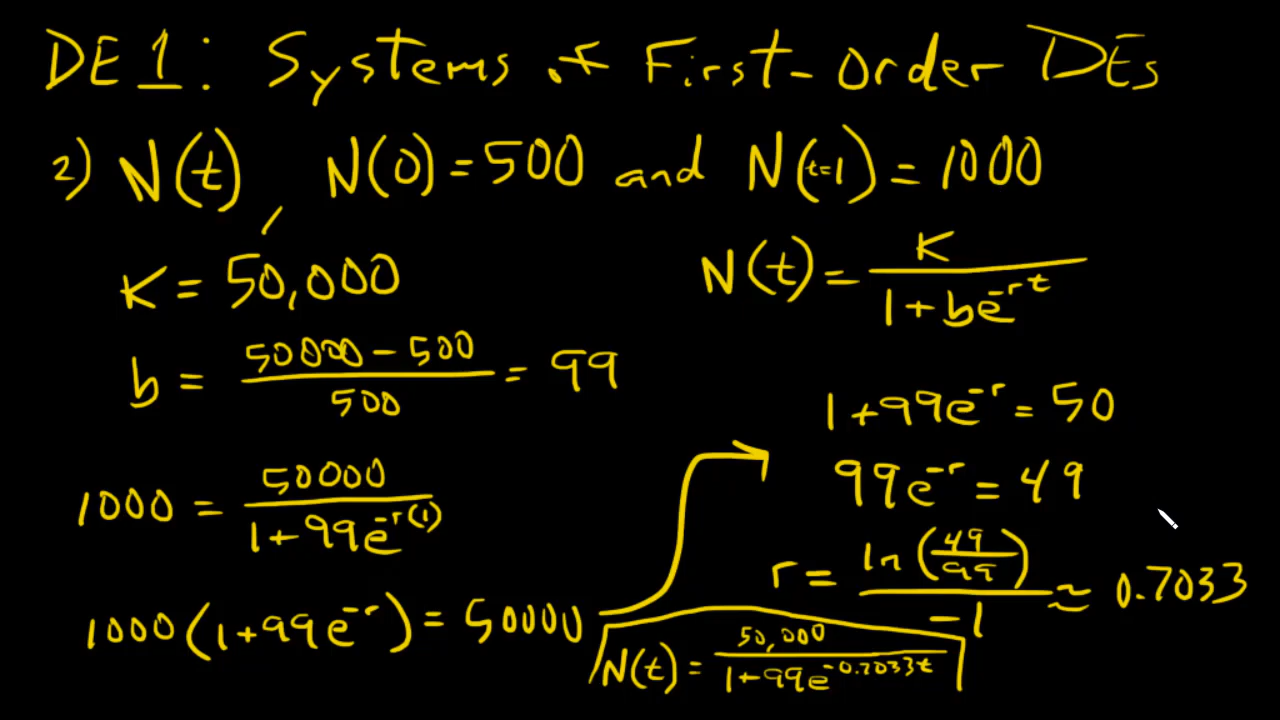 DE 1: Systems of First-Order DEs
2) N(t), N(0) = 500 and N(t=1) = 1000
K = 50,000
N(t) = K / (1 + be^{-rt})
b = (50000 - 500) / 500 = 99
1000 = 50000 / (1 + 99e^{-r(1)})
1000(1+99e^{-r}) = 50000
1 + 99e^{-r} = 50
99e^{-r} = 49
r = ln(49/99) / -1 ≈ 0.7033
N(t) = 50,000 / (1 + 99e^{-0.7033t})